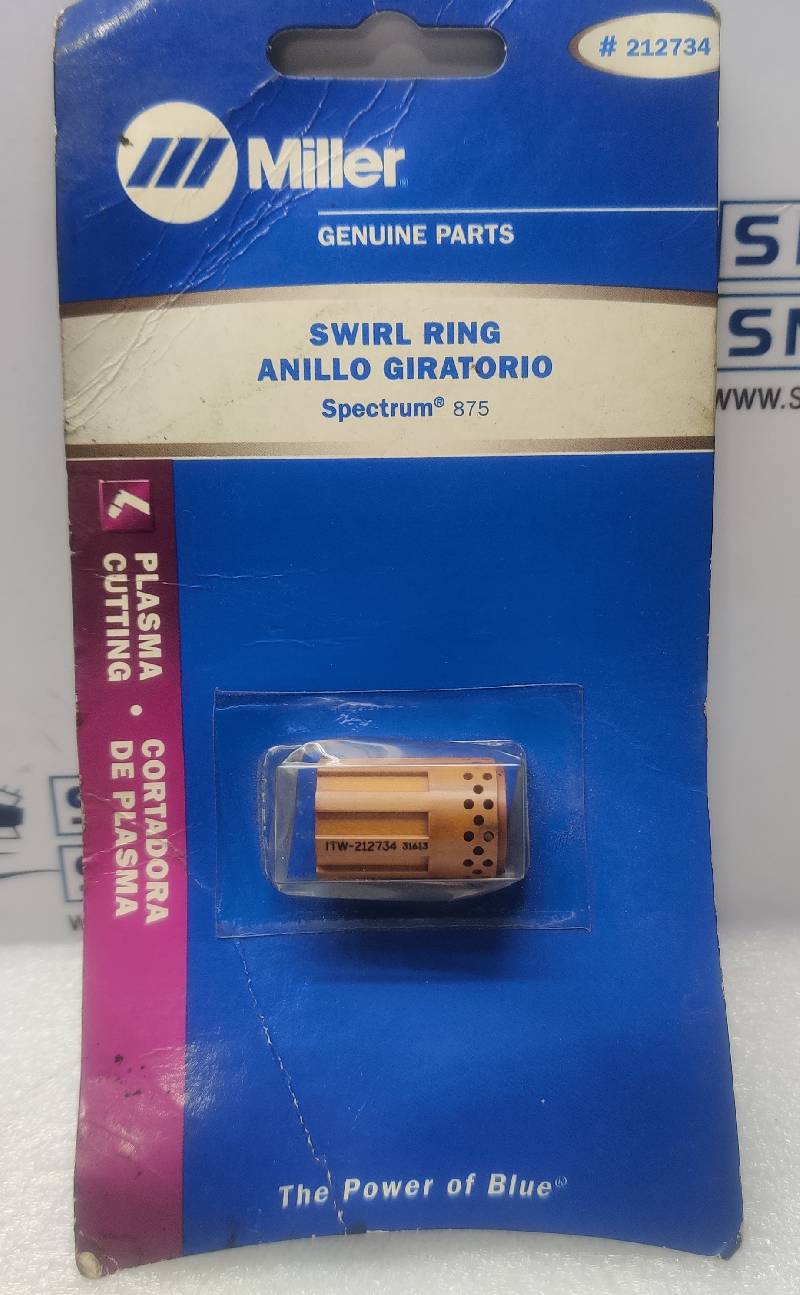 # 212734
Miller
GENUINE PARTS
SWIRL RING
ANILLO GIRATORIO
Spectrum® 875
PLASMA
CUTTING
• CORTADORA
DE PLASMA
ITW-212734 31613
The Power of Blue®
www.s